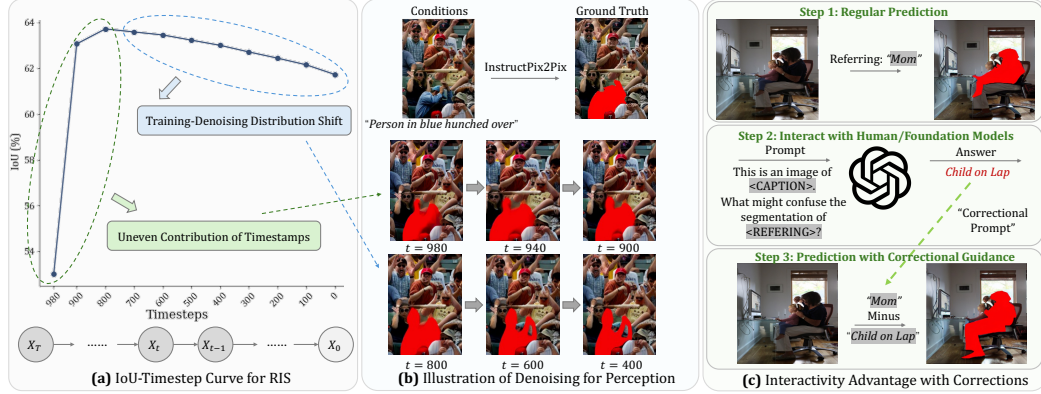 64
62
60
58
56
54
IoU (%)
Training-Denoising Distribution Shift
Uneven Contribution of Timestamps
980 900 800 700 600 500 400 300 200 100 0
Timesteps
X_T ...... X_t X_{t−1} ...... X_0
(a) IoU-Timestep Curve for RIS
Conditions
Ground Truth
InstructPix2Pix
"Person in blue hunched over"
t = 980 t = 940 t = 900
t = 800 t = 600 t = 400
(b) Illustration of Denoising for Perception
Step 1: Regular Prediction
Referring: "Mom"
Step 2: Interact with Human/Foundation Models
Prompt
This is an image of
<CAPTION>.
What might confuse the
segmentation of
<REFERING>?
Answer
Child on Lap
"Correctional
Prompt"
Step 3: Prediction with Correctional Guidance
"Mom"
Minus
"Child on Lap"
(c) Interactivity Advantage with Corrections